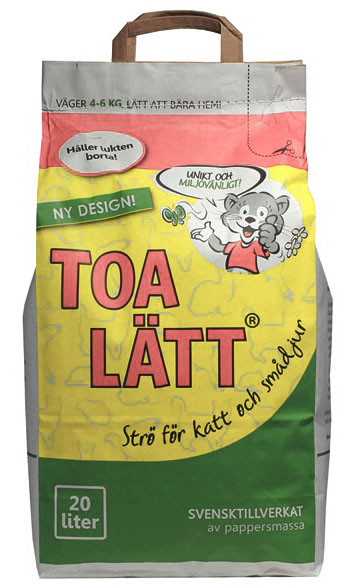 VÄGER 4-6 KG, LÄTT ATT BÄRA HEM!
Håller lukten
borta!
UNIKT OCH
MILJÖVÄNLIGT!
NY DESIGN!
TOA
LÄTT®
Strö för katt och smådjur
20
liter
SVENSKTILLVERKAT
av pappersmassa